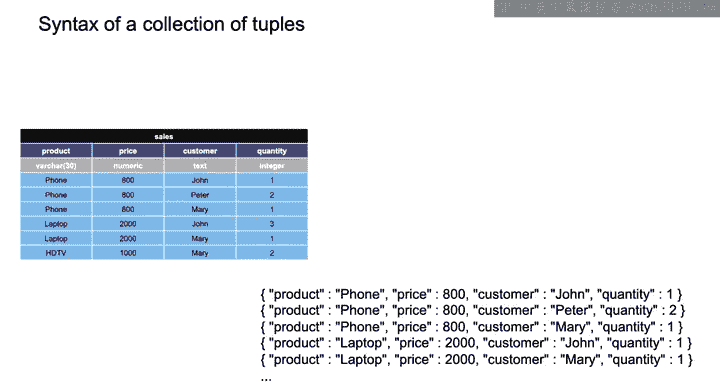 Syntax of a collection of tuples
sales
product price customer quantity
varchar(30) numeric text integer
Phone 800 John 1
Phone 800 Peter 2
Phone 800 Mary 1
Laptop 2000 John 3
Laptop 2000 Mary 1
HDTV 1000 Mary 2
{ "product" : "Phone", "price" : 800, "customer" : "John", "quantity" : 1 }
{ "product" : "Phone", "price" : 800, "customer" : "Peter", "quantity" : 2 }
{ "product" : "Phone", "price" : 800, "customer" : "Mary", "quantity" : 1 }
{ "product" : "Laptop", "price" : 2000, "customer" : "John", "quantity" : 1 }
{ "product" : "Laptop", "price" : 2000, "customer" : "Mary", "quantity" : 1 }
...